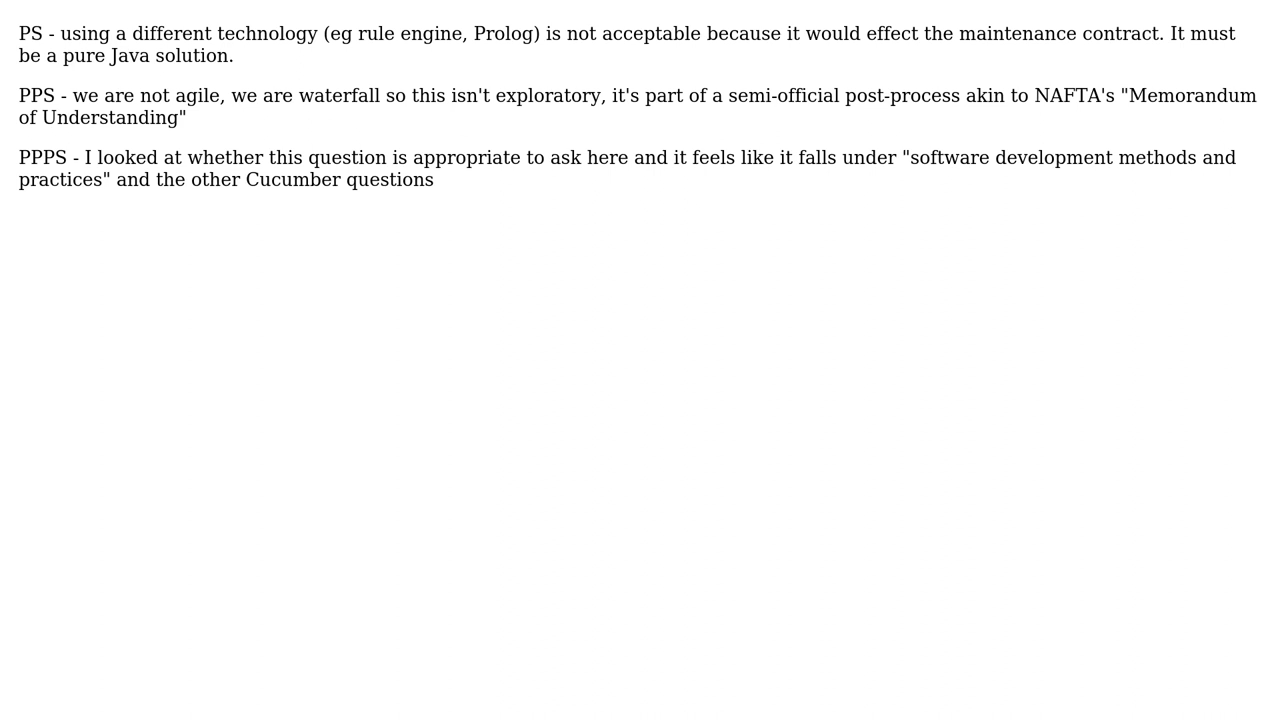 PS - using a different technology (eg rule engine, Prolog) is not acceptable because it would effect the maintenance contract. It must
be a pure Java solution.
PPS - we are not agile, we are waterfall so this isn't exploratory, it's part of a semi-official post-process akin to NAFTA's "Memorandum
of Understanding"
PPPS - I looked at whether this question is appropriate to ask here and it feels like it falls under "software development methods and
practices" and the other Cucumber questions